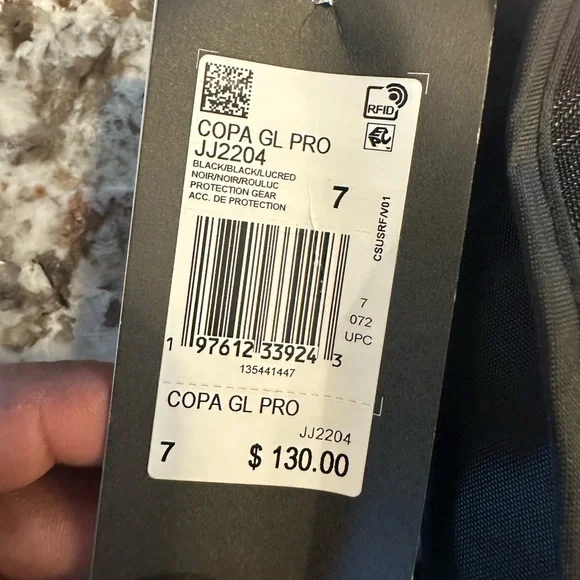 RFID
COPA GL PRO
JJ2204
BLACK/BLACK/LUCRED
NOIR/NOIR/ROULUC
PROTECTION GEAR
ACC. DE PROTECTION
7
CSUSRF/V01
7
072
UPC
1 97612 33924 3
135441447
COPA GL PRO
JJ2204
7 $ 130.00